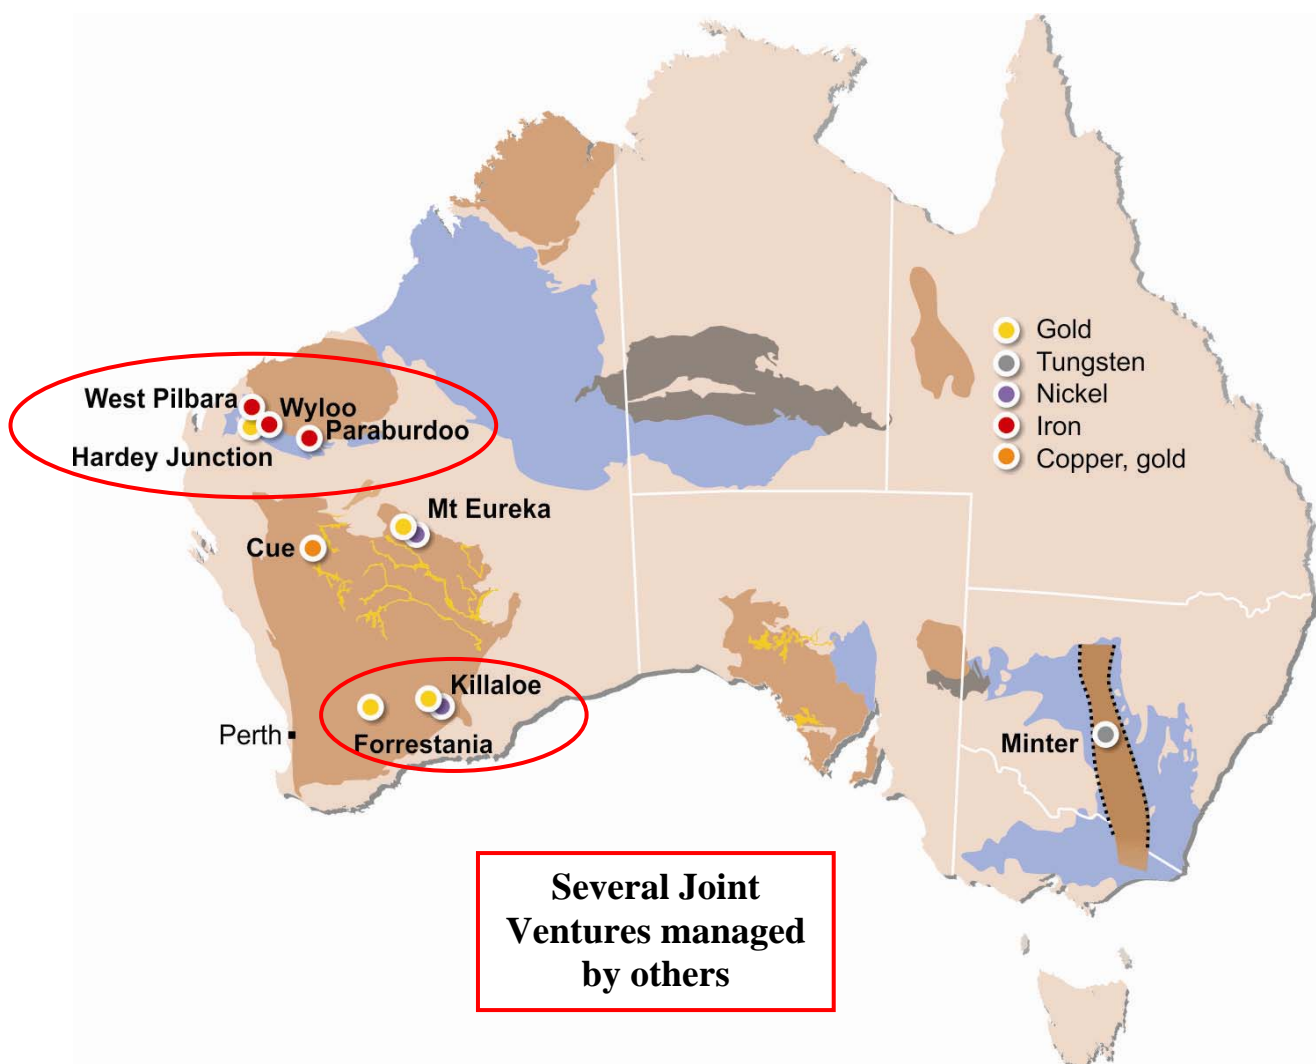 Gold
Tungsten
Nickel
Iron
Copper, gold
West Pilbara
Wyloo
Paraburdoo
Hardey Junction
Mt Eureka
Cue
Killaloe
Perth
Forrestania
Minter
Several Joint
Ventures managed
by others